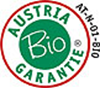 AUSTRIA
Bio
GARANTIE
®
AT-N-01-BIO